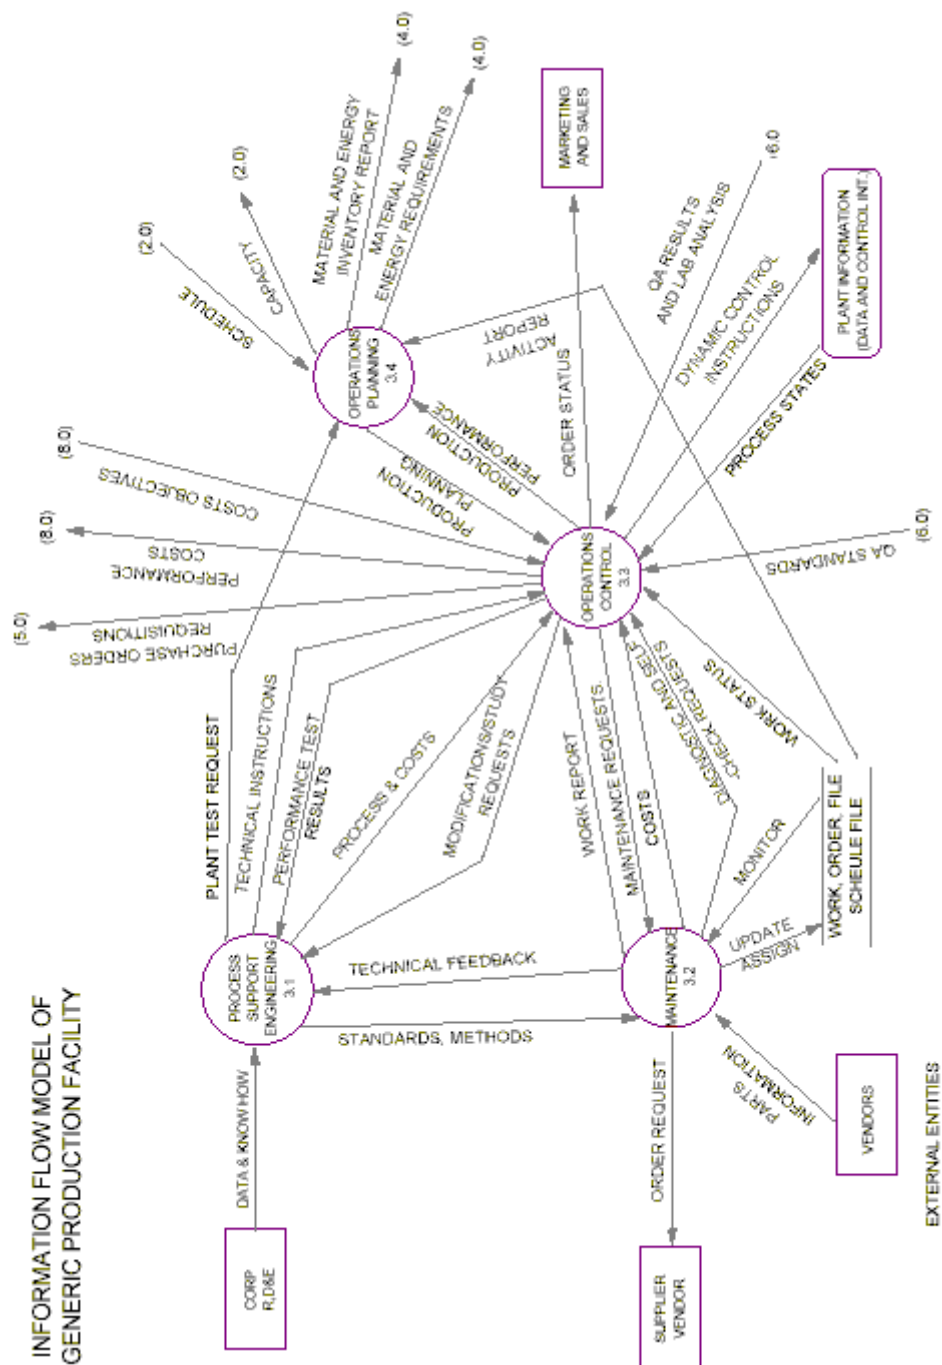 INFORMATION FLOW MODEL OF
GENERIC PRODUCTION FACILITY
CORP
R,D&E
DATA & KNOW HOW
PROCESS
SUPPORT
ENGINEERING
3.1
PLANT TEST REQUEST
TECHNICAL INSTRUCTIONS
PERFORMANCE TEST
RESULTS
PROCESS & COSTS
MODIFICATIONS/STUDY
REQUESTS
TECHNICAL FEEDBACK
STANDARDS, METHODS
(5.0)
PURCHASE ORDERS
REQUISITIONS
(8.0)
PERFORMANCE
COSTS
(8.0)
COSTS OBJECTIVES
SCHEDULE
(2.0)
CAPACITY
(2.0)
OPERATIONS
PLANNING
3.4
MATERIAL AND ENERGY
INVENTORY REPORT
(4.0)
MATERIAL AND
ENERGY REQUIREMENTS
(4.0)
PRODUCTION
PLANNING
PRODUCTION
PERFORMANCE
ACTIVITY
REPORT
ORDER STATUS
MARKETING
AND SALES
OPERATIONS
CONTROL
3.3
QA RESULTS
AND LAB ANALYSIS
(6.0
DYNAMIC CONTROL
INSTRUCTIONS
PROCESS STATES
PLANT INFORMATION
(DATA AND CONTROL INT.)
QA STANDARDS
(6.0)
WORK REPORT
MAINTENANCE REQUESTS.
COSTS
DIAGNOSTIC AND SELF
-CHECK REQUESTS
WORK STATUS
MAINTENANCE
3.2
MONITOR
UPDATE
ASSIGN
WORK, ORDER, FILE
SCHEULE FILE
ORDER REQUEST
SUPPLIER
VENDOR
PARTS
INFORMATION
VENDORS
EXTERNAL ENTITIES